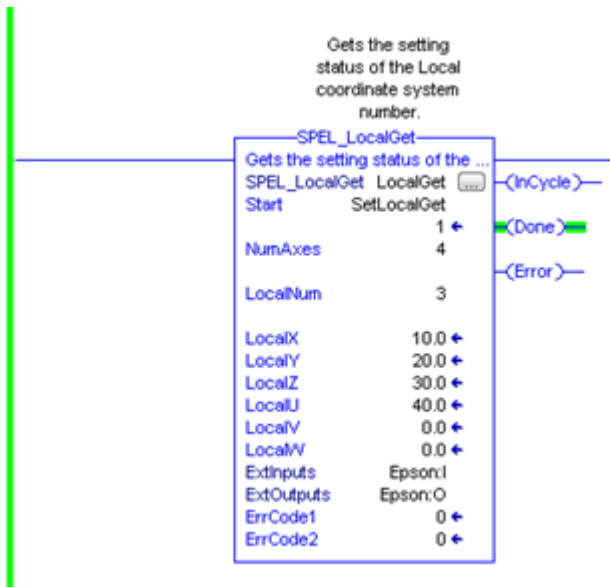 Gets the setting
status of the Local
coordinate system
number.
SPEL_LocalGet
Gets the setting status of the ...
SPEL_LocalGet LocalGet ...
(InCycle)
Start SetLocalGet
1
(Done)
NumAxes 4
(Error)
LocalNum 3
LocalX 10.0
LocalY 20.0
LocalZ 30.0
LocalU 40.0
LocalV 0.0
LocalW 0.0
ExtInputs Epson:I
ExtOutputs Epson:O
ErrCode1 0
ErrCode2 0